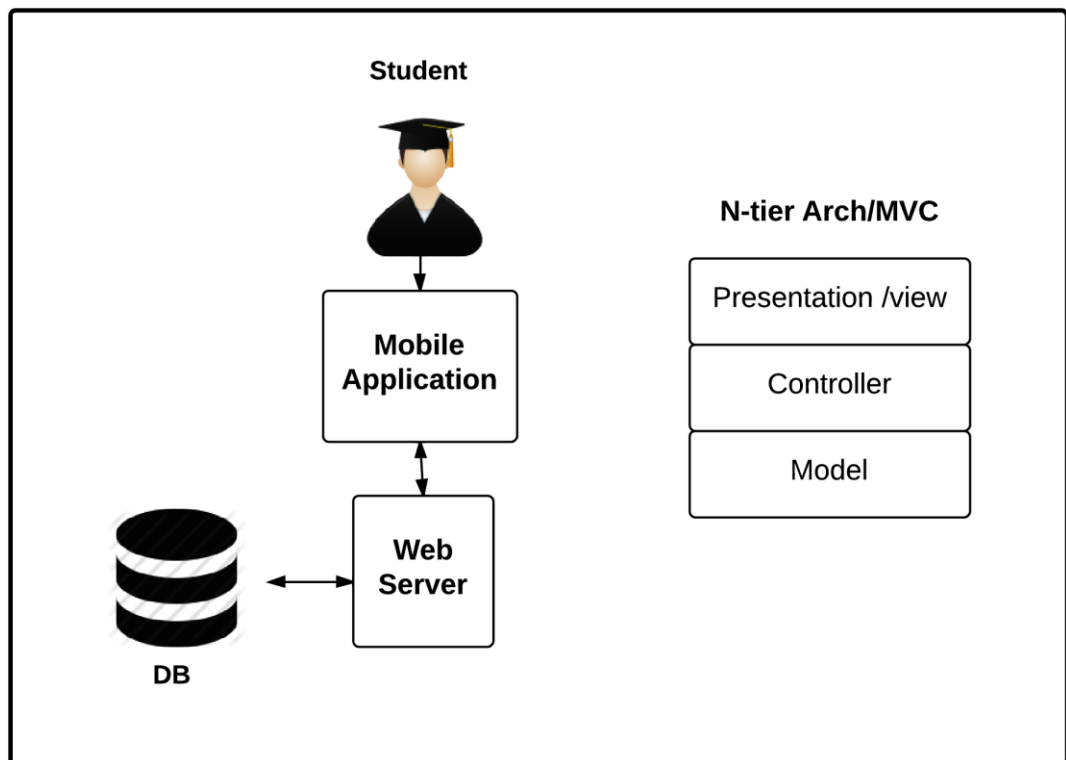 Student
Mobile
Application
Web
Server
DB
N-tier Arch/MVC
Presentation /view
Controller
Model